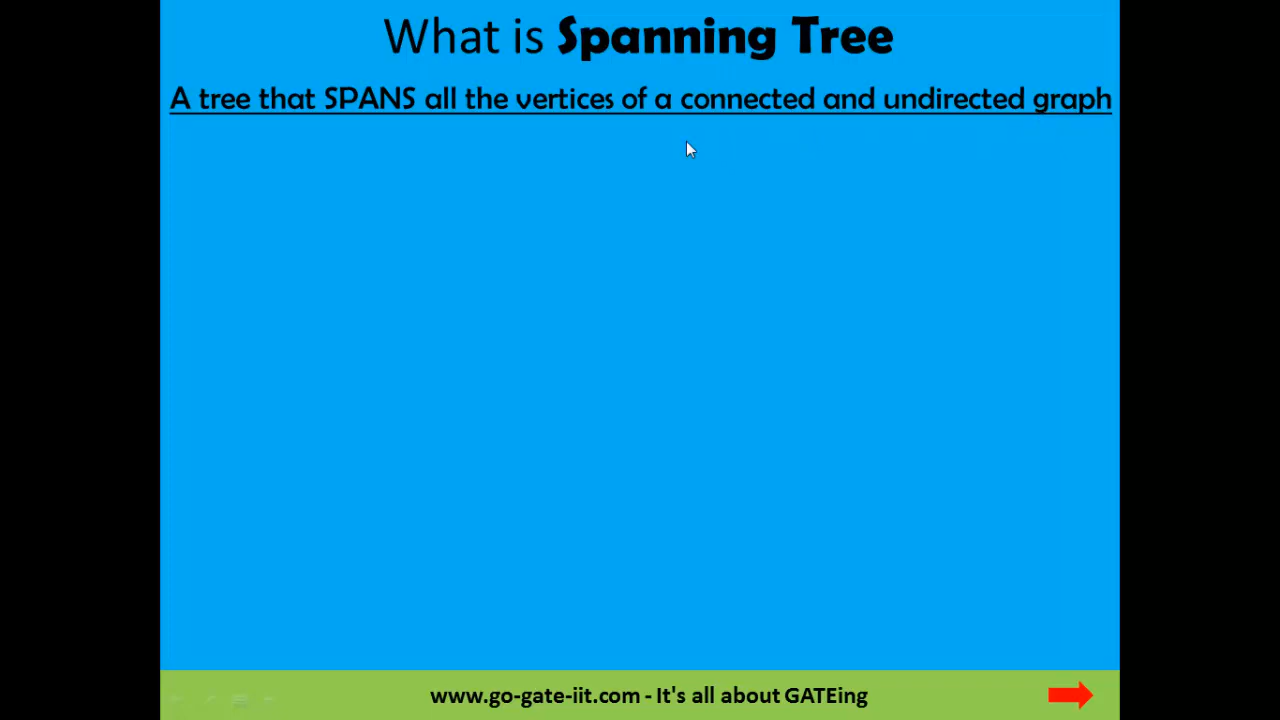 What is Spanning Tree
A tree that SPANS all the vertices of a connected and undirected graph
www.go-gate-iit.com - It's all about GATEing